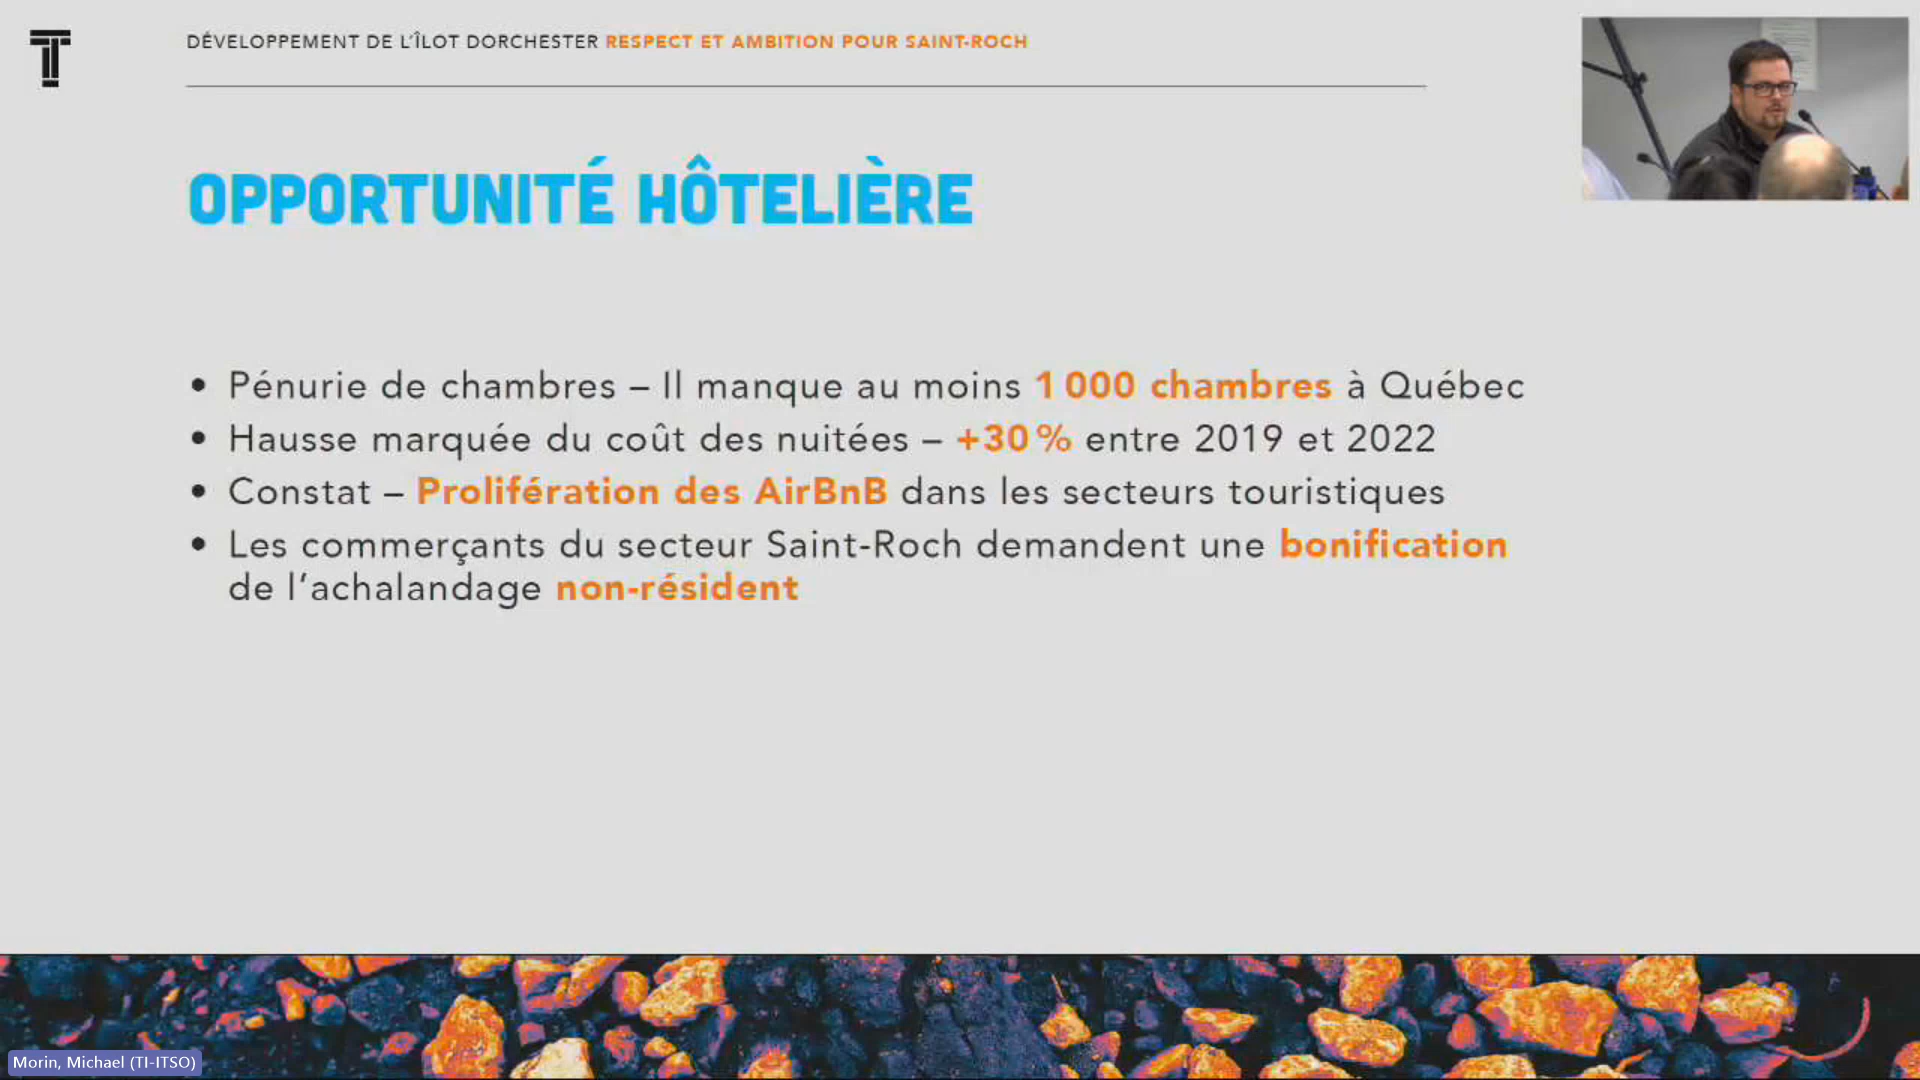 DÉVELOPPEMENT DE L'ÎLOT DORCHESTER RESPECT ET AMBITION POUR SAINT-ROCH
OPPORTUNITÉ HÔTELIÈRE
• Pénurie de chambres – Il manque au moins 1 000 chambres à Québec
• Hausse marquée du coût des nuitées – +30 % entre 2019 et 2022
• Constat – Prolifération des AirBnB dans les secteurs touristiques
• Les commerçants du secteur Saint-Roch demandent une bonification
de l'achalandage non-résident
Morin, Michael (TI-ITSO)